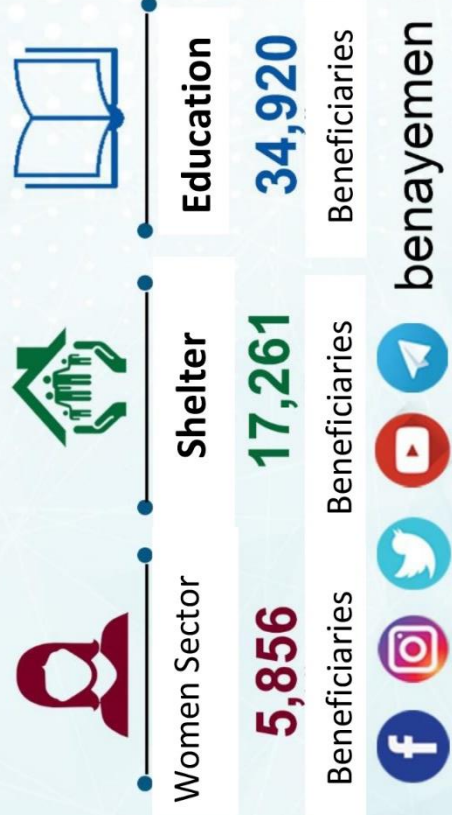 Women Sector
5,856
Beneficiaries
Shelter
17,261
Beneficiaries
Education
34,920
Beneficiaries
benayemen